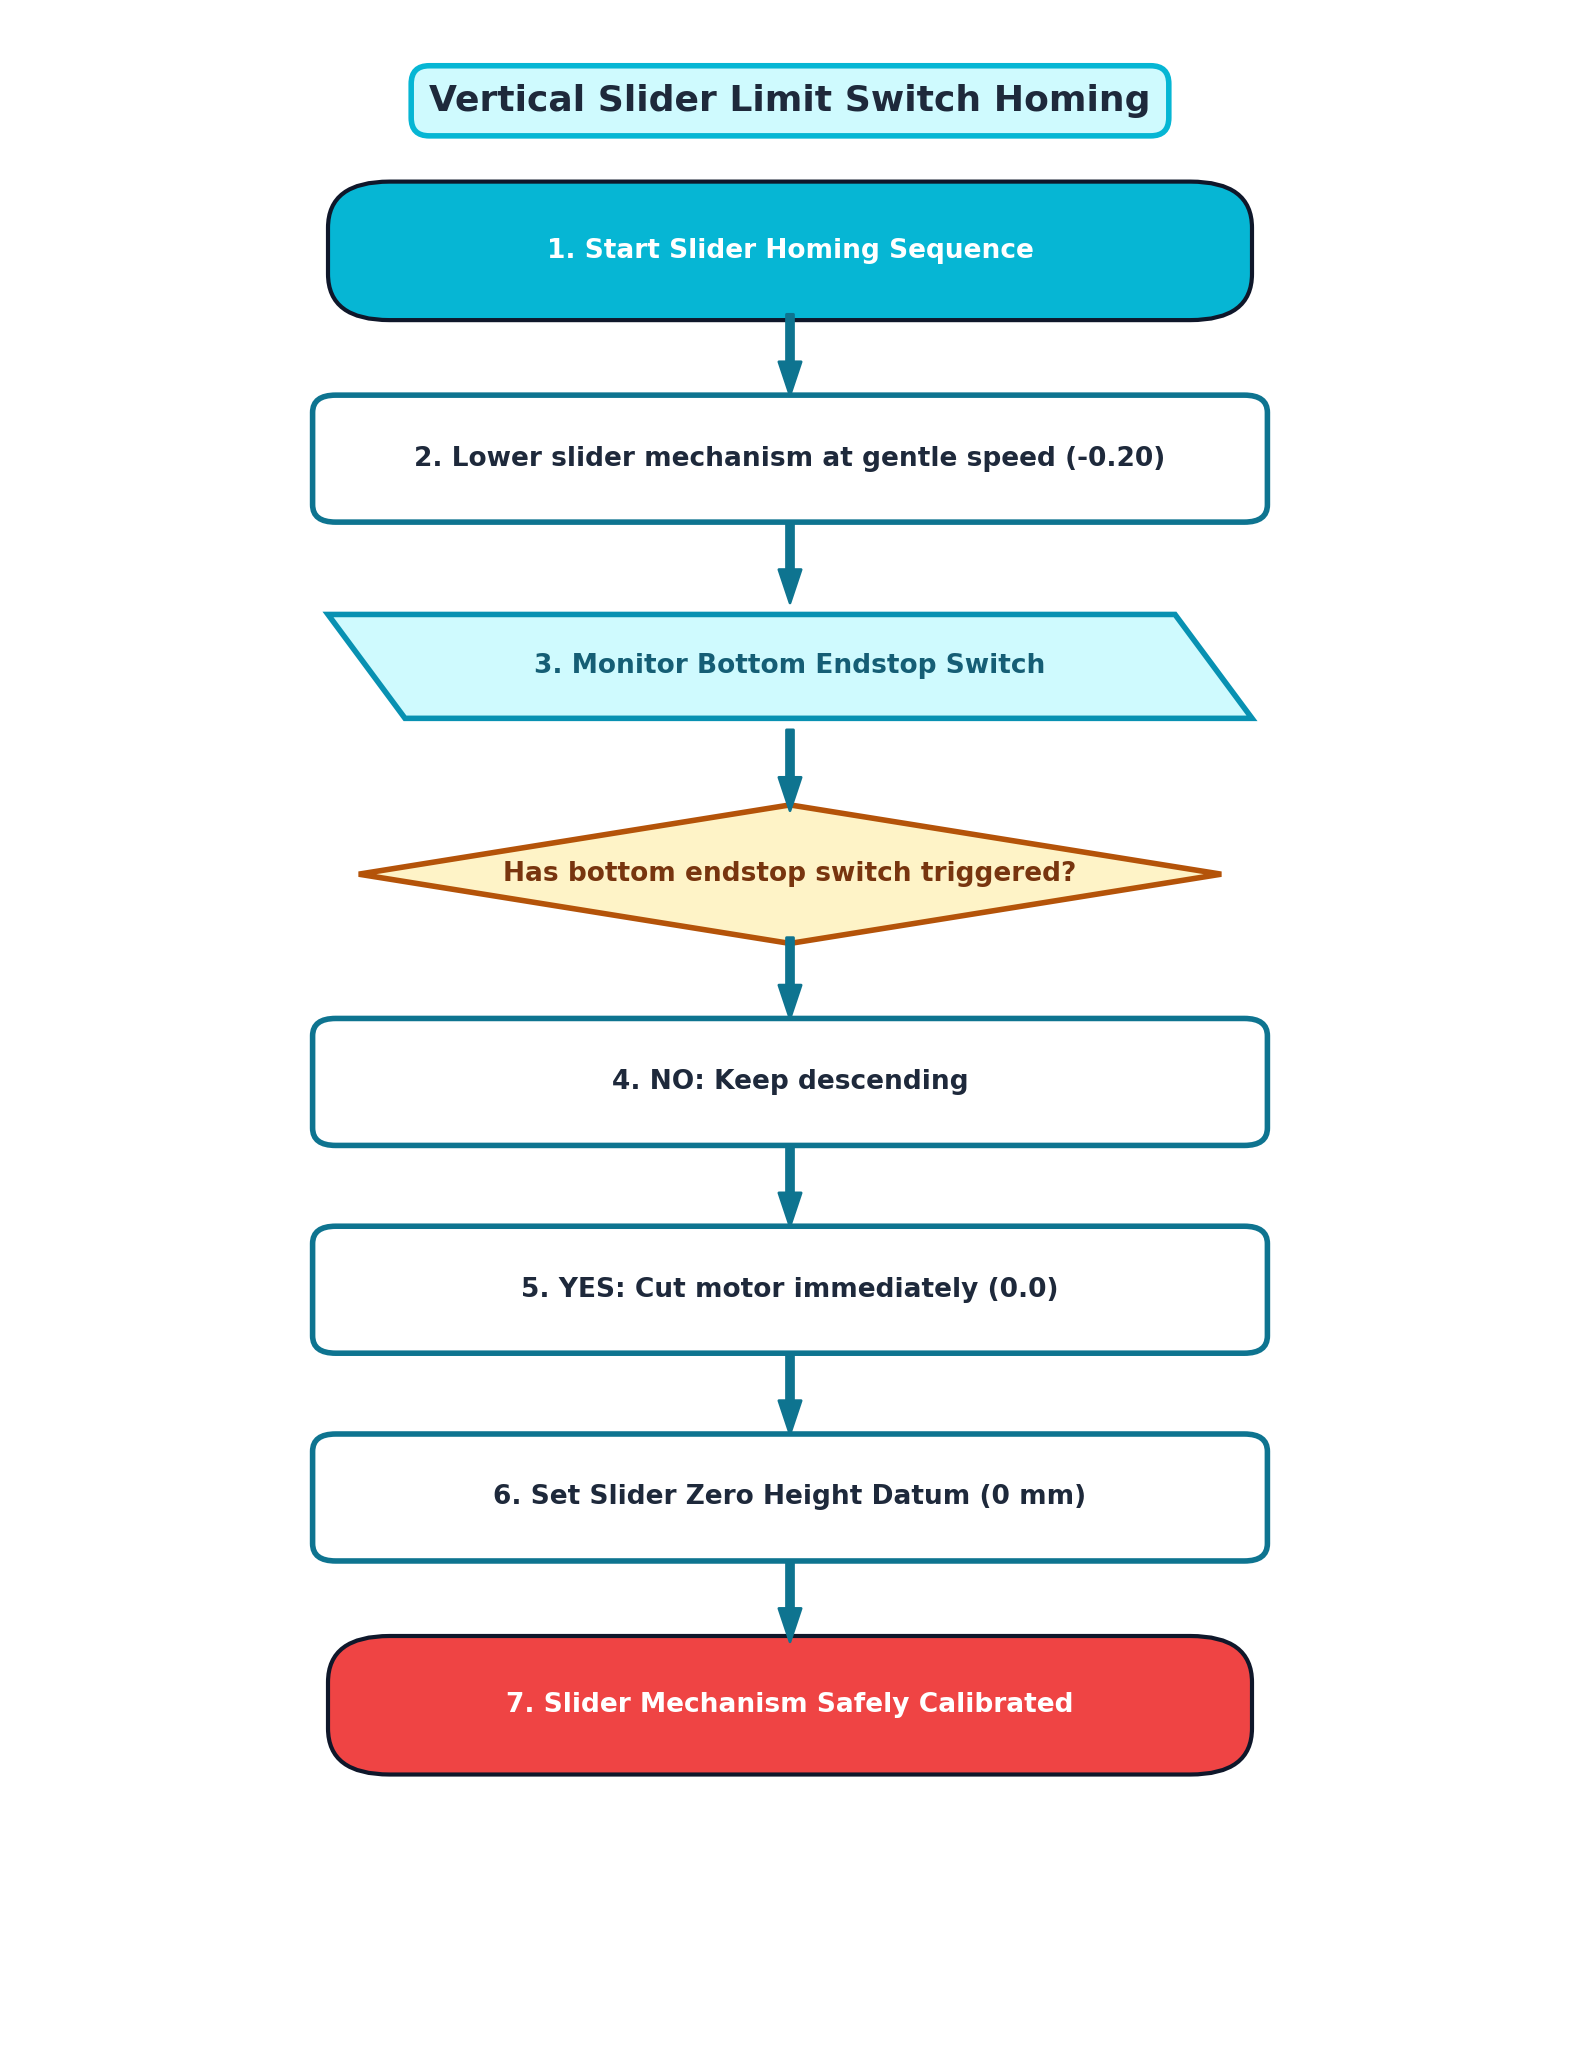 Vertical Slider Limit Switch Homing
1. Start Slider Homing Sequence
2. Lower slider mechanism at gentle speed (-0.20)
3. Monitor Bottom Endstop Switch
Has bottom endstop switch triggered?
4. NO: Keep descending
5. YES: Cut motor immediately (0.0)
6. Set Slider Zero Height Datum (0 mm)
7. Slider Mechanism Safely Calibrated